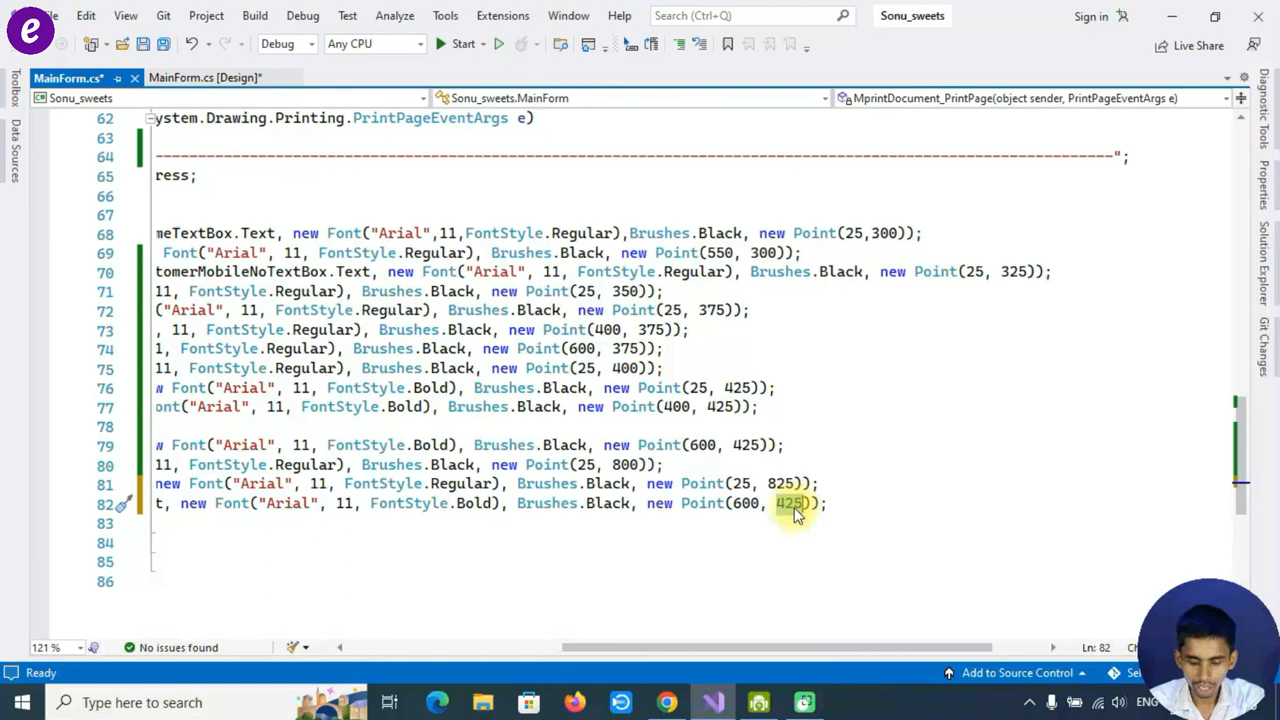 e
File Edit View Git Project Build Debug Test Analyze Tools Extensions Window Help Search (Ctrl+Q) Sonu_sweets Sign in
Debug Any CPU Start Live Share
MainForm.cs* MainForm.cs [Design]*
Sonu_sweets Sonu_sweets.MainForm MprintDocument_PrintPage(object sender, PrintPageEventArgs e)
Toolbox
Data Sources
Diagnostic Tools
Properties
Solution Explorer
Git Changes
62 ystem.Drawing.Printing.PrintPageEventArgs e)
63
64 ---------------------------------------------------------------------------------------------------------------";
65 ress;
66
67
68 meTextBox.Text, new Font("Arial",11,FontStyle.Regular),Brushes.Black, new Point(25,300));
69 Font("Arial", 11, FontStyle.Regular), Brushes.Black, new Point(550, 300));
70 tomerMobileNoTextBox.Text, new Font("Arial", 11, FontStyle.Regular), Brushes.Black, new Point(25, 325));
71 11, FontStyle.Regular), Brushes.Black, new Point(25, 350));
72 ("Arial", 11, FontStyle.Regular), Brushes.Black, new Point(25, 375));
73 , 11, FontStyle.Regular), Brushes.Black, new Point(400, 375));
74 1, FontStyle.Regular), Brushes.Black, new Point(600, 375));
75 11, FontStyle.Regular), Brushes.Black, new Point(25, 400));
76 w Font("Arial", 11, FontStyle.Bold), Brushes.Black, new Point(25, 425));
77 ont("Arial", 11, FontStyle.Bold), Brushes.Black, new Point(400, 425));
78
79 w Font("Arial", 11, FontStyle.Bold), Brushes.Black, new Point(600, 425));
80 11, FontStyle.Regular), Brushes.Black, new Point(25, 800));
81 new Font("Arial", 11, FontStyle.Regular), Brushes.Black, new Point(25, 825));
82 t, new Font("Arial", 11, FontStyle.Bold), Brushes.Black, new Point(600, 425));
83
84
85
86
121 % No issues found Ln: 82
Ready Add to Source Control
Type here to search ENG